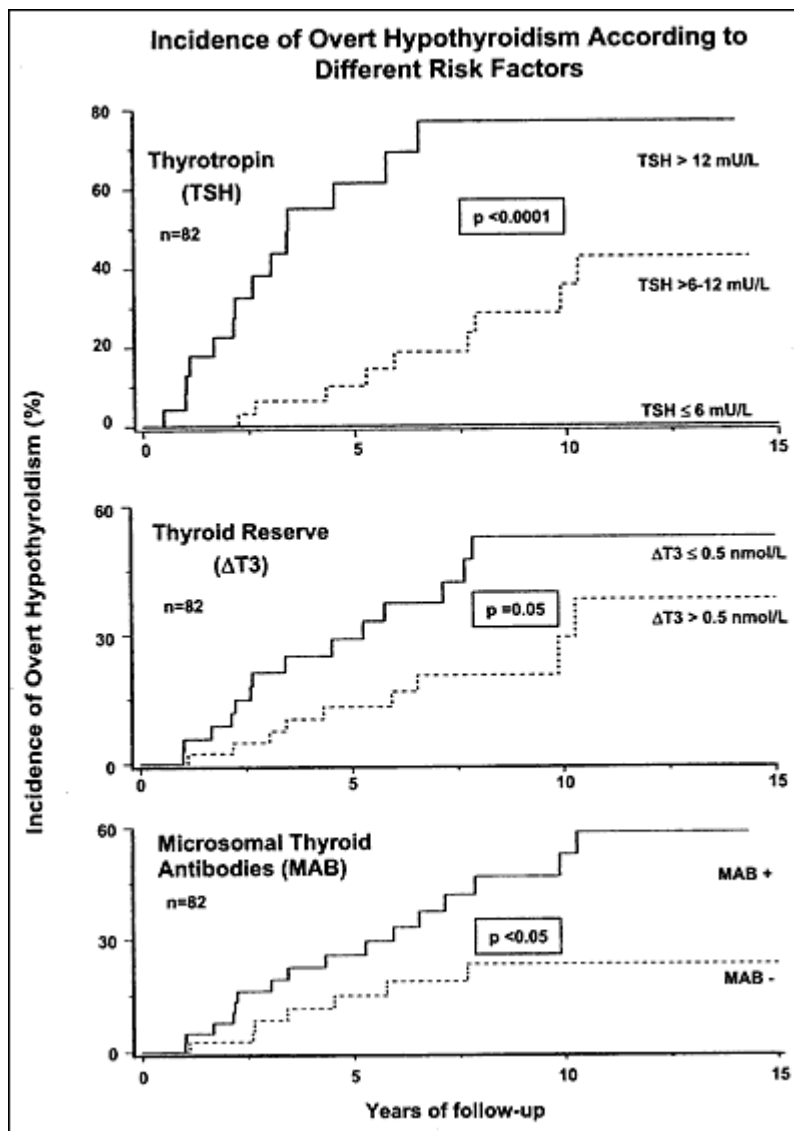 Incidence of Overt Hypothyroidism According to
Different Risk Factors
Incidence of Overt Hypothyroidism (%)
80
60
40
20
0
Thyrotropin
(TSH)
n=82
TSH > 12 mU/L
p <0.0001
TSH >6-12 mU/L
TSH ≤ 6 mU/L
0 5 10 15
60
30
0
Thyroid Reserve
(ΔT3)
n=82
ΔT3 ≤ 0.5 nmol/L
p =0.05
ΔT3 > 0.5 nmol/L
0 5 10 15
60
30
0
Microsomal Thyroid
Antibodies (MAB)
n=82
MAB +
p <0.05
MAB -
0 5 10 15
Years of follow-up